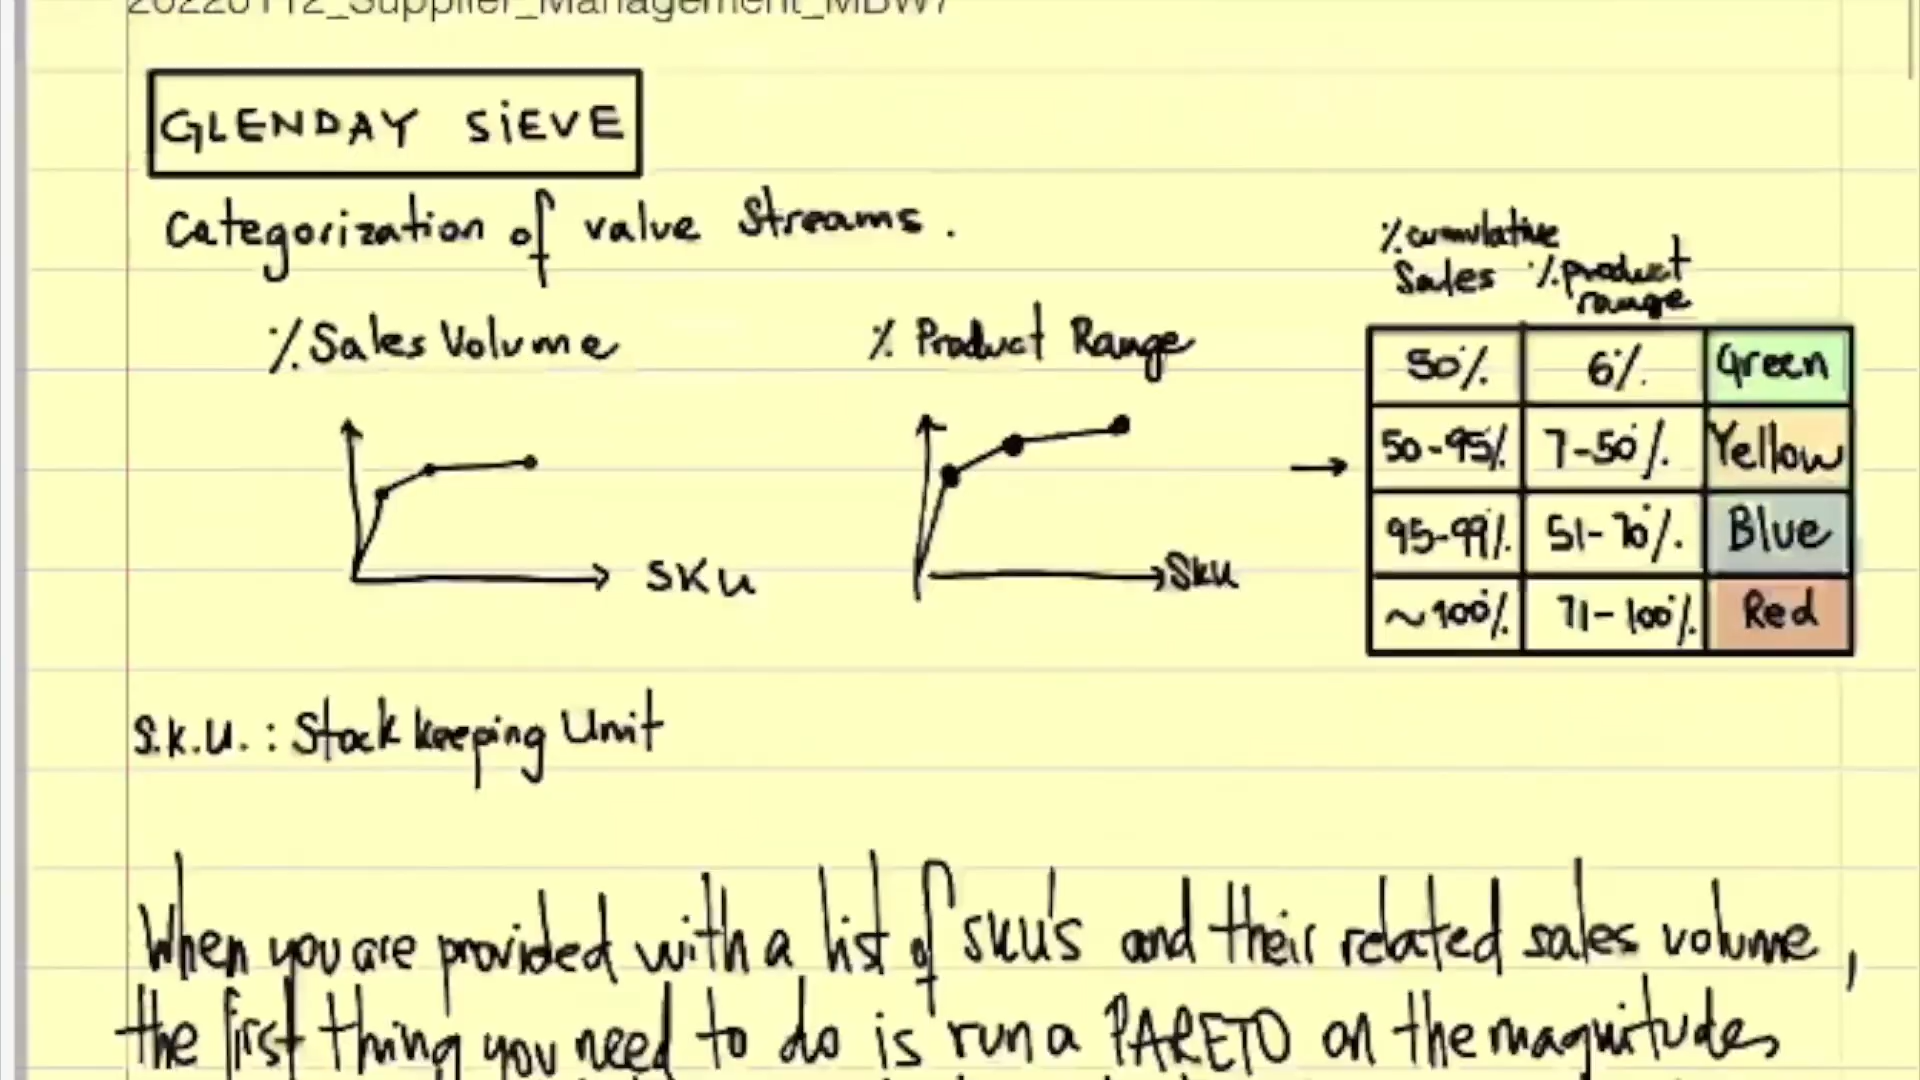 20220112_Supplier_Management_MBW7
GLENDAY SiEVE
Categorization of value Streams.
% Sales Volume
% Product Range
% cumulative
Sales % product
range
50% 6% Green
50-95% 7-50% Yellow
95-99% 51-70% Blue
~100% 71-100% Red
SKU
SKU
S.K.U. : Stock keeping Unit
When you are provided with a list of SKU's and their related sales volume,
the first thing you need to do is run a PARETO on the magnitudes